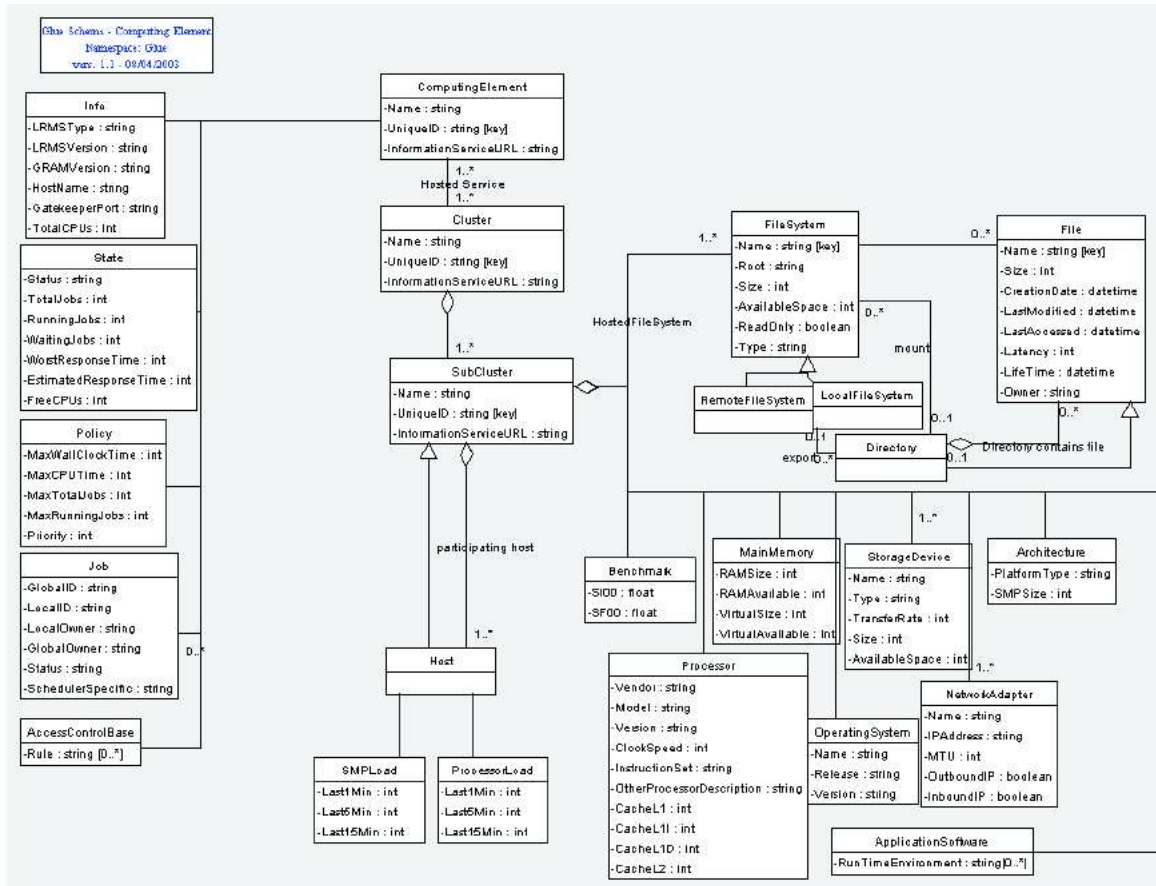 Glue Schema - Computing Element
Namespace: Glue
vers. 1.1 - 08/04/2003
ComputingElement
-Name : string
-UniqueID : string [key]
-InformationServiceURL : string
Info
-LRMSType : string
-LRMSVersion : string
-GRAMVersion : string
-HostName : string
-GatekeeperPort : string
-TotalCPUs : int
1..*
Hosted Service
1..*
Cluster
-Name : string
-UniqueID : string [key]
-InformationServiceURL : string
State
-Status : string
-TotalJobs : int
-RunningJobs : int
-WaitingJobs : int
-WorstResponseTime : int
-EstimatedResponseTime : int
-FreeCPUs : int
1..*
SubCluster
-Name : string
-UniqueID : string [key]
-InformationServiceURL : string
Policy
-MaxWallClockTime : int
-MaxCPUTime : int
-MaxTotalJobs : int
-MaxRunningJobs : int
-Priority : int
Job
-GlobalID : string
-LocalID : string
-LocalOwner : string
-GlobalOwner : string
-Status : string
-SchedulerSpecific : string
0..*
AccessControlBase
-Rule : string [0..*]
participating host
1..*
Host
SMPLoad
-Last1Min : int
-Last5Min : int
-Last15Min : int
ProcessorLoad
-Last1Min : int
-Last5Min : int
-Last15Min : int
1..*
HostedFileSystem
FileSystem
-Name : string [key]
-Root : string
-Size : int
-AvailableSpace : int
-ReadOnly : boolean
-Type : string
0..*
File
-Name : string [key]
-Size : int
-CreationDate : datetime
-LastModified : datetime
-LastAccessed : datetime
-Latency : int
-LifeTime : datetime
-Owner : string
0..*
mount
RemoteFileSystem
LocalFileSystem
0..1
0..1
export
0..*
Directory
0..1
0..*
Directory contains file
Benchmark
-SI00 : float
-SF00 : float
MainMemory
-RAMSize : int
-RAMAvailable : int
-VirtualSize : int
-VirtualAvailable : int
1..*
StorageDevice
-Name : string
-Type : string
-TransferRate : int
-Size : int
-AvailableSpace : int
Architecture
-PlatformType : string
-SMPSize : int
Processor
-Vendor : string
-Model : string
-Version : string
-ClockSpeed : int
-InstructionSet : string
-OtherProcessorDescription : string
-CacheL1 : int
-CacheL1I : int
-CacheL1D : int
-CacheL2 : int
OperatingSystem
-Name : string
-Release : string
-Version : string
1..*
NetworkAdapter
-Name : string
-IPAddress : string
-MTU : int
-OutboundIP : boolean
-InboundIP : boolean
ApplicationSoftware
-RunTimeEnvironment : string[0..*]